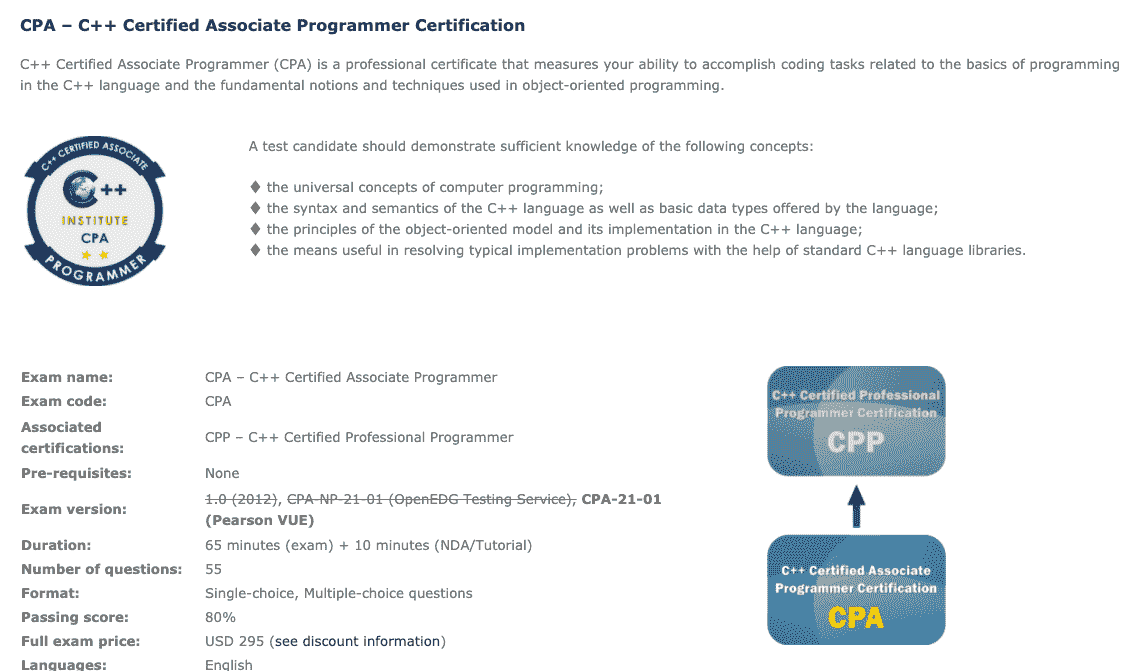 CPA – C++ Certified Associate Programmer Certification
C++ Certified Associate Programmer (CPA) is a professional certificate that measures your ability to accomplish coding tasks related to the basics of programming
in the C++ language and the fundamental notions and techniques used in object-oriented programming.
C++ CERTIFIED ASSOCIATE
C++
INSTITUTE
CPA
PROGRAMMER
A test candidate should demonstrate sufficient knowledge of the following concepts:
♦ the universal concepts of computer programming;
♦ the syntax and semantics of the C++ language as well as basic data types offered by the language;
♦ the principles of the object-oriented model and its implementation in the C++ language;
♦ the means useful in resolving typical implementation problems with the help of standard C++ language libraries.
Exam name: CPA – C++ Certified Associate Programmer
Exam code: CPA
Associated
certifications: CPP – C++ Certified Professional Programmer
Pre-requisites: None
Exam version: 1.0 (2012), CPA-NP-21-01 (OpenEDG Testing Service), CPA-21-01
(Pearson VUE)
Duration: 65 minutes (exam) + 10 minutes (NDA/Tutorial)
Number of questions: 55
Format: Single-choice, Multiple-choice questions
Passing score: 80%
Full exam price: USD 295 (see discount information)
Languages: English
C++ Certified Professional
Programmer Certification
CPP
C++ Certified Associate
Programmer Certification
CPA